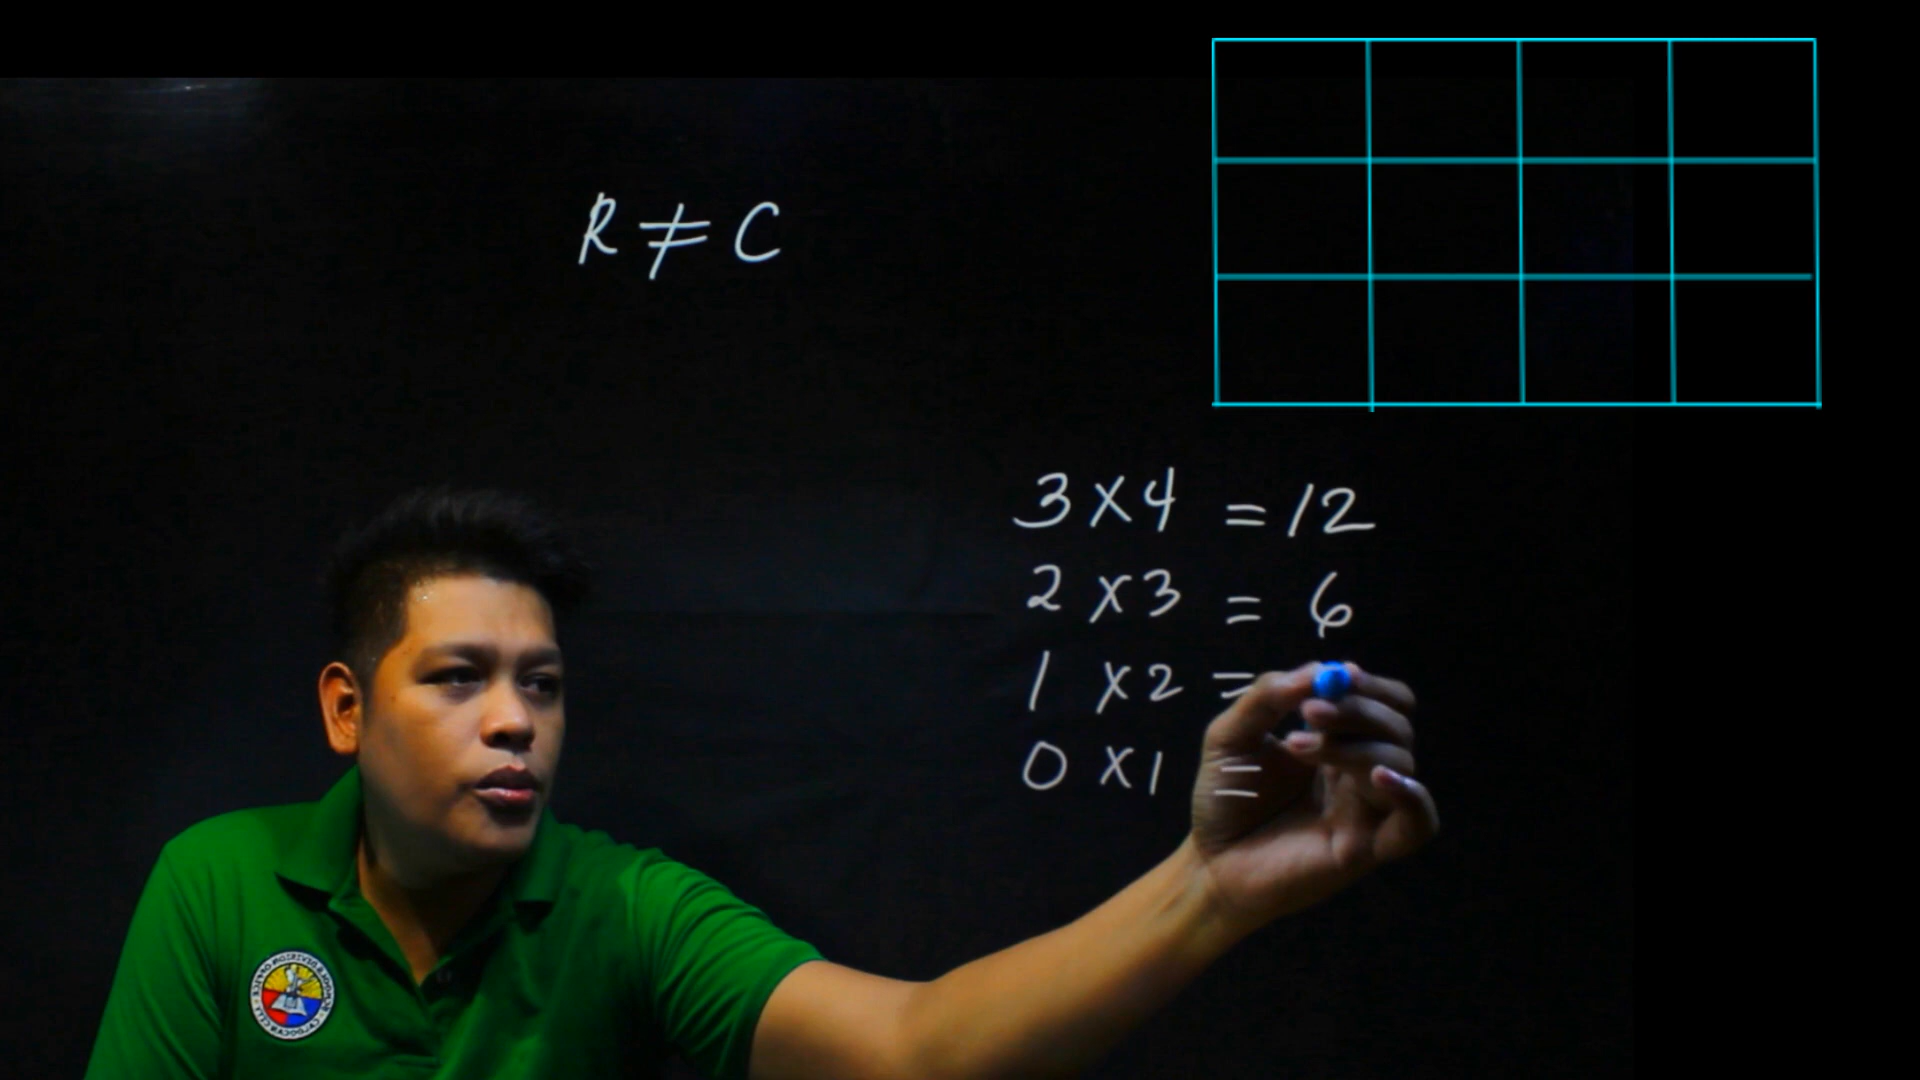 R ≠ C
3 x 4 = 12
2 x 3 = 6
1 x 2 =
0 x 1 =